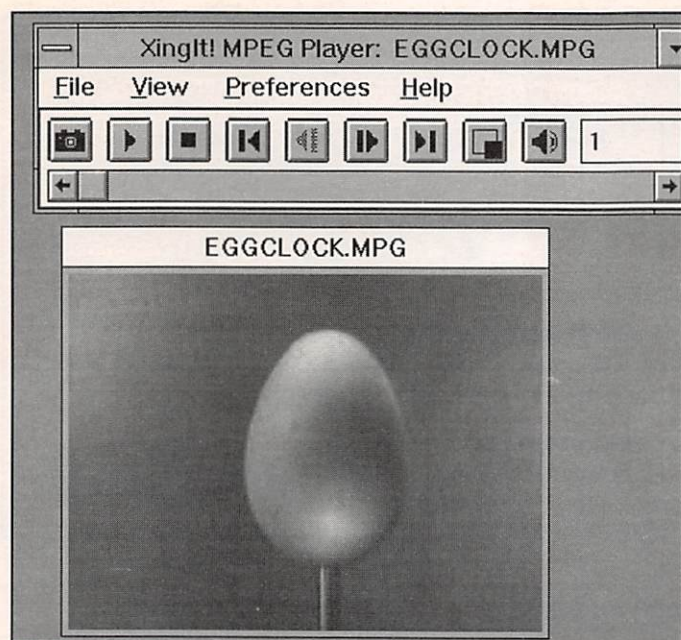 XingIt! MPEG Player: EGGCLOCK.MPG
File View Preferences Help
1
EGGCLOCK.MPG